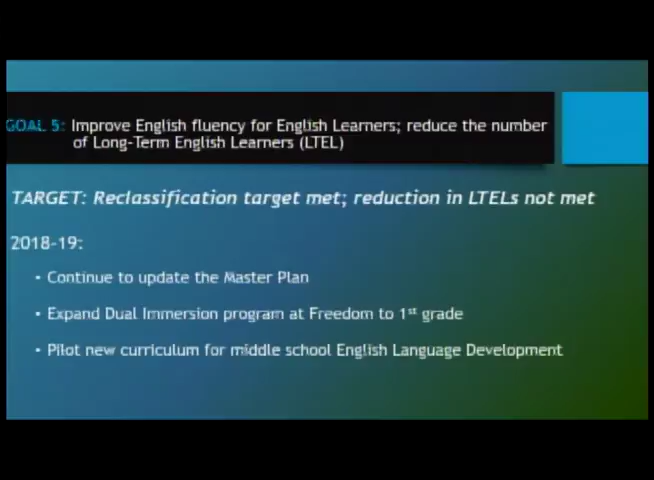 GOAL 5: Improve English fluency for English Learners; reduce the number
of Long-Term English Learners (LTEL)
TARGET: Reclassification target met; reduction in LTELs not met
2018-19:
• Continue to update the Master Plan
• Expand Dual Immersion program at Freedom to 1st grade
• Pilot new curriculum for middle school English Language Development